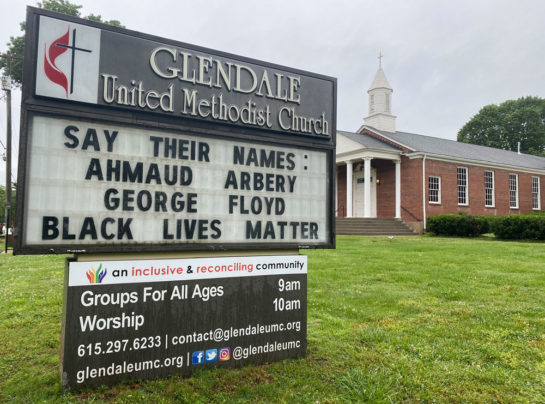 GLENDALE
United Methodist Church
SAY THEIR NAMES:
AHMAUD ARBERY
GEORGE FLOYD
BLACK LIVES MATTER
an inclusive & reconciling community
Groups For All Ages 9am
Worship 10am
615.297.6233 | contact@glendaleumc.org
glendaleumc.org | @glendaleumc